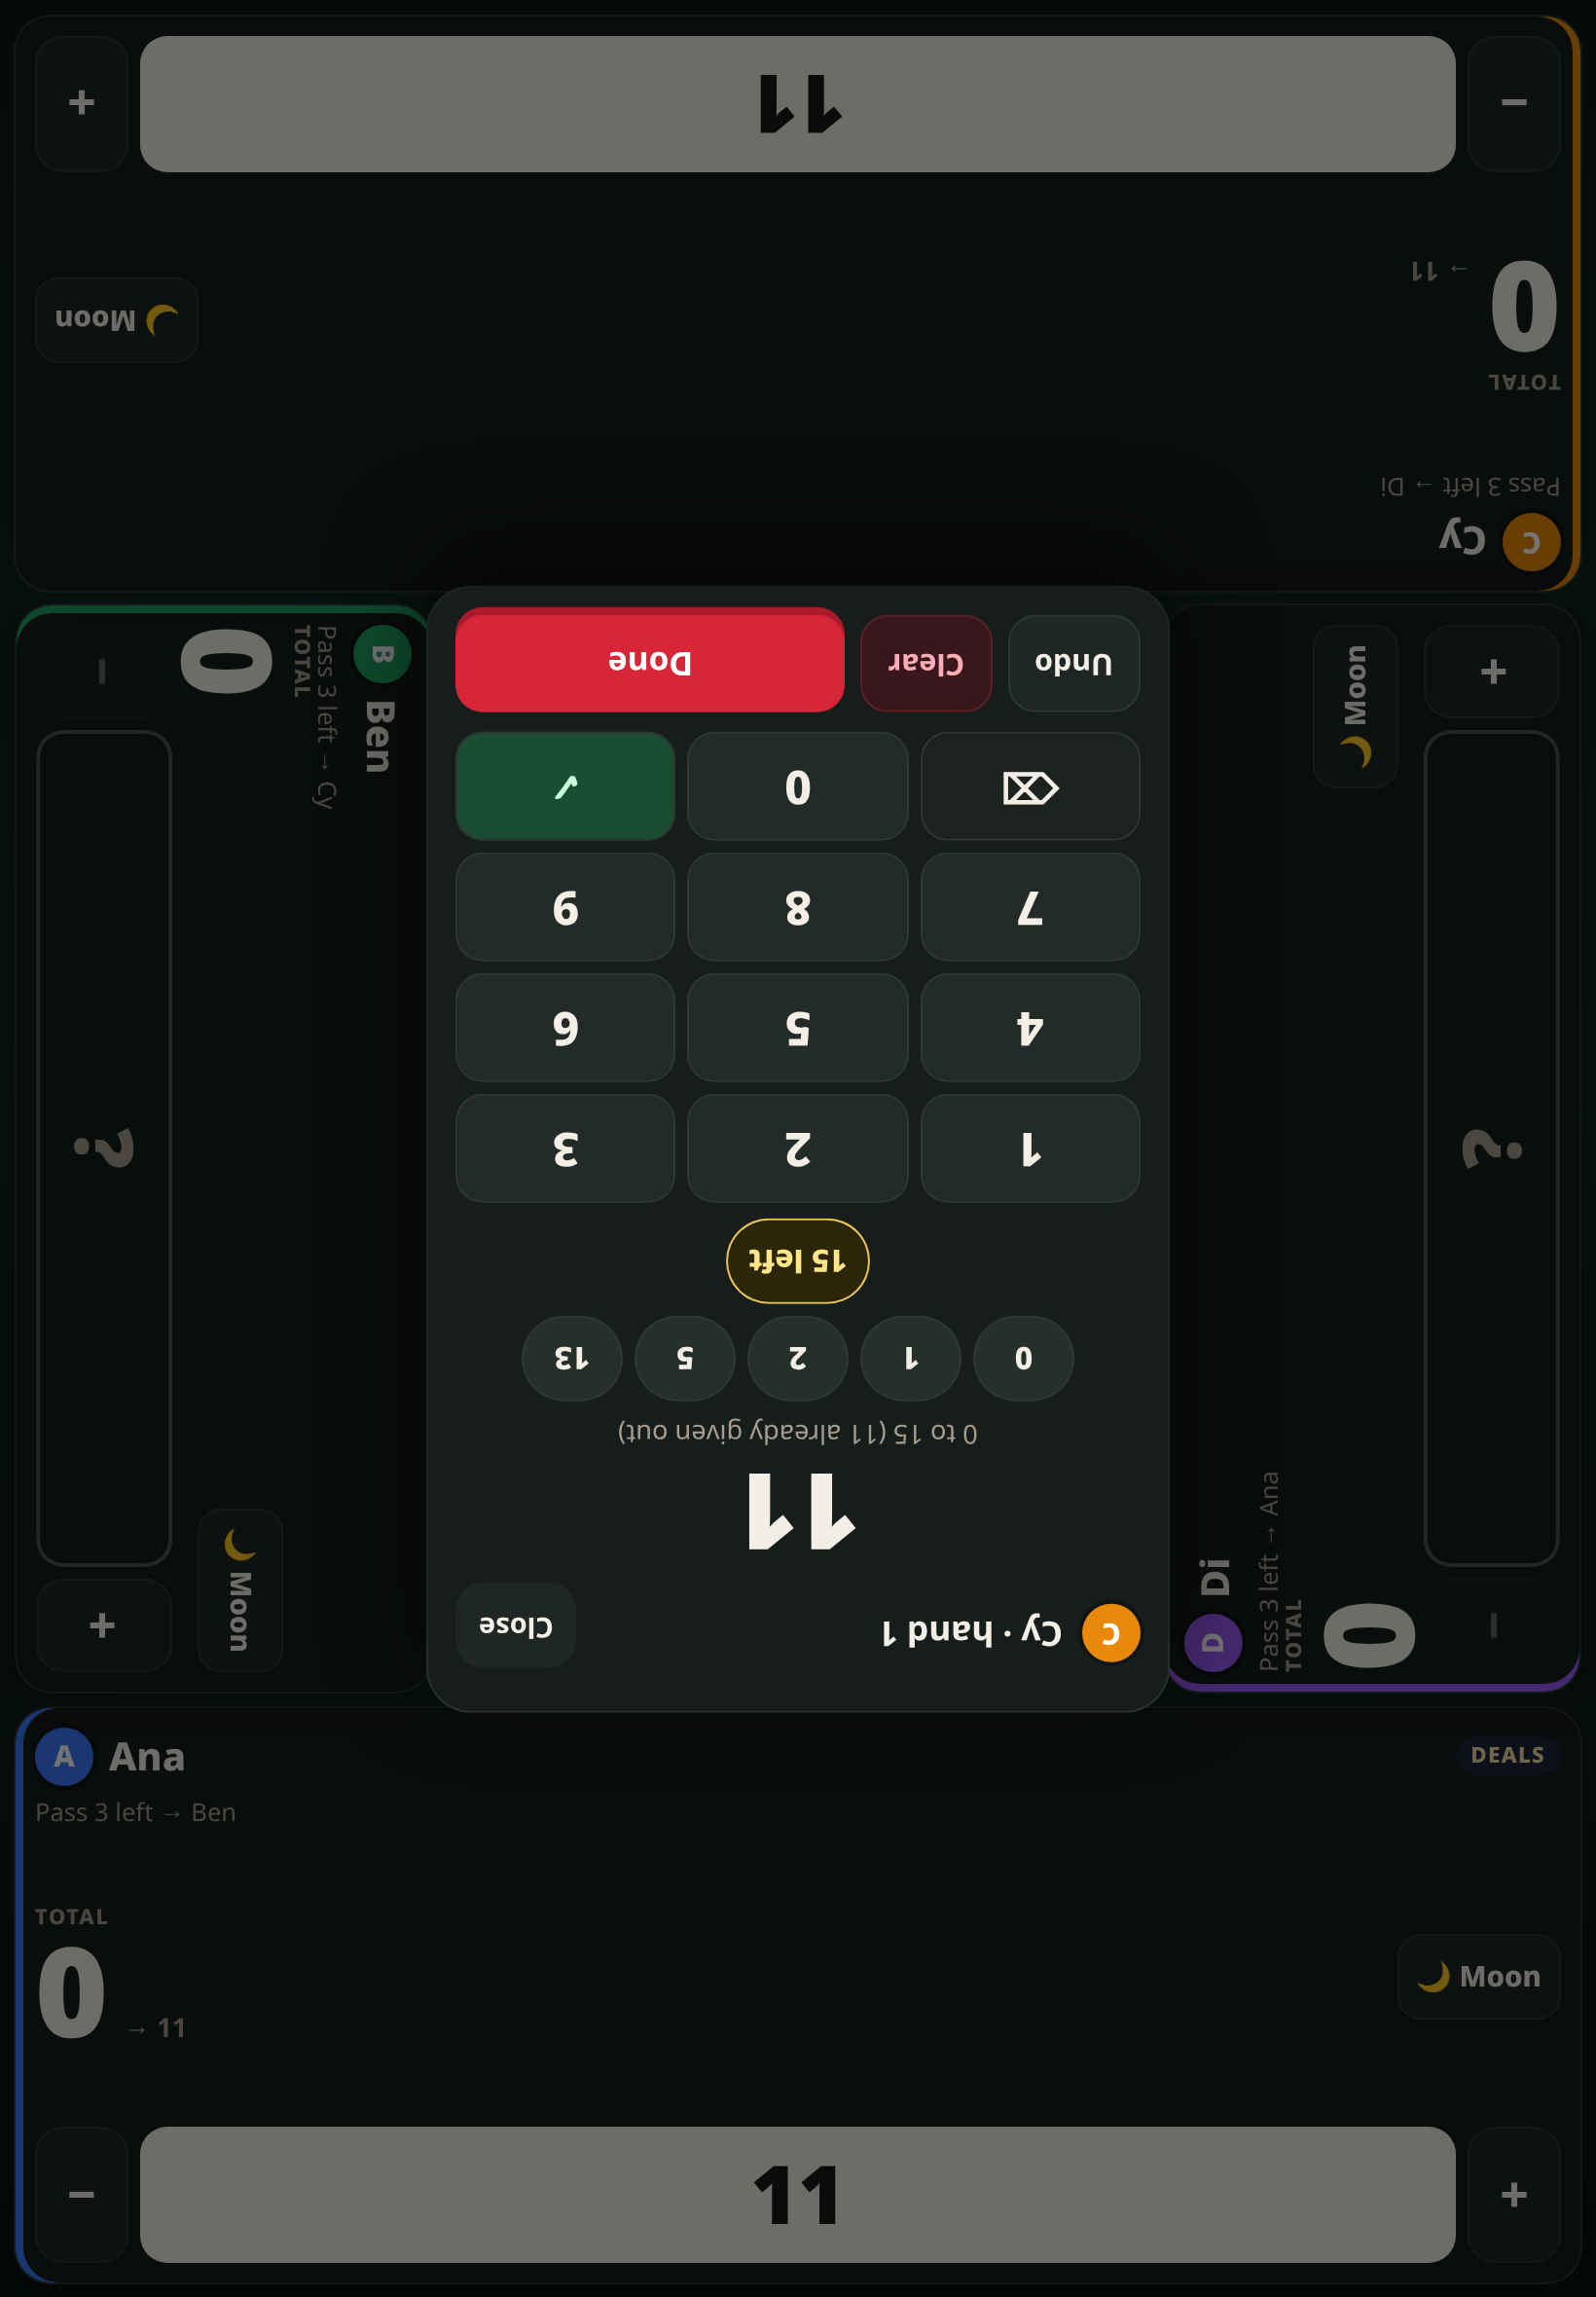 11
+
−
🌙 Moon
0
→ 11
TOTAL
Pass 3 left → Di
C Cy
B Ben
Pass 3 left → Cy
TOTAL
0
−
?
+
🌙 Moon
C Cy · hand 1
Close
11
0 to 15 (11 already given out)
0 1 2 5 13
15 left
1 2 3
4 5 6
7 8 9
⌫ 0 ✓
Undo Clear Done
D Di
Pass 3 left → Ana
TOTAL
0
−
?
+
🌙 Moon
A Ana
DEALS
Pass 3 left → Ben
TOTAL
0 → 11
🌙 Moon
− 11 +